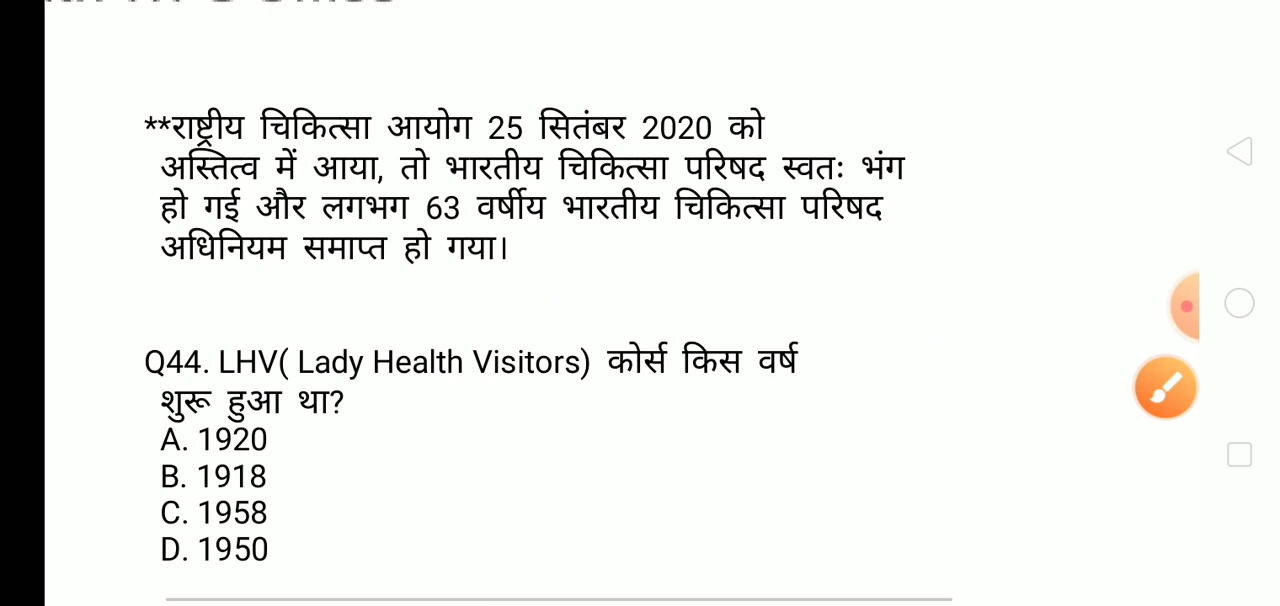 **राष्ट्रीय चिकित्सा आयोग 25 सितंबर 2020 को
अस्तित्व में आया, तो भारतीय चिकित्सा परिषद स्वतः भंग
हो गई और लगभग 63 वर्षीय भारतीय चिकित्सा परिषद
अधिनियम समाप्त हो गया।
Q44. LHV( Lady Health Visitors) कोर्स किस वर्ष
शुरू हुआ था?
A. 1920
B. 1918
C. 1958
D. 1950